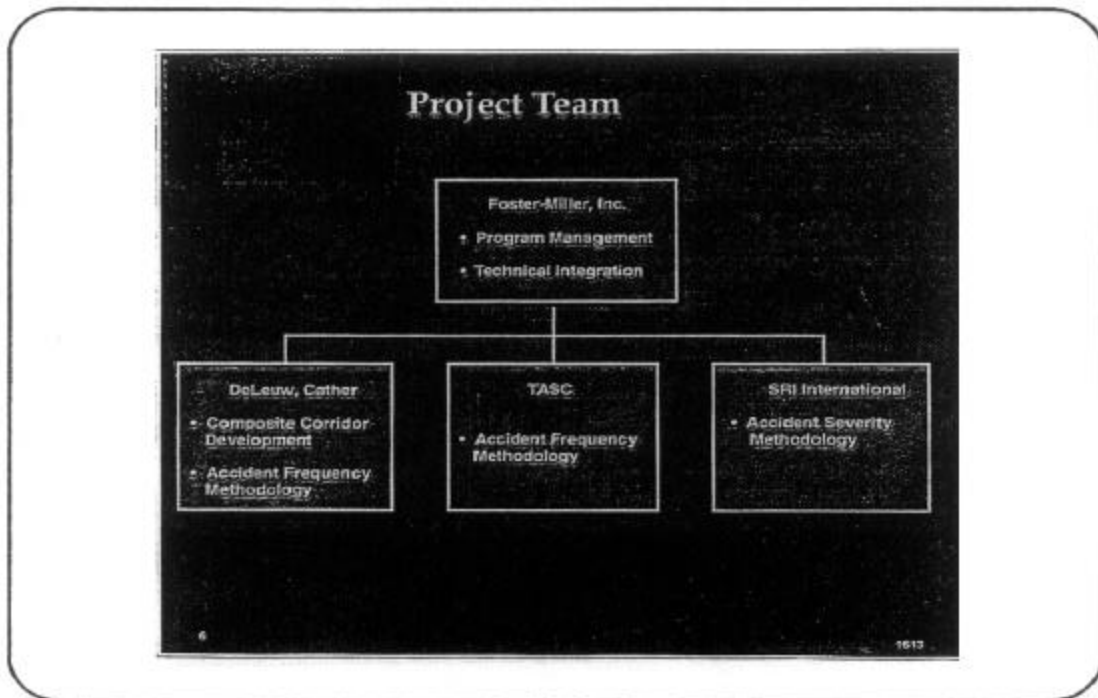 Project Team
Foster-Miller, Inc.
• Program Management
• Technical Integration
DeLeuw, Cather
• Composite Corridor
Development
• Accident Frequency
Methodology
TASC
• Accident Frequency
Methodology
SRI International
• Accident Severity
Methodology
6
1613